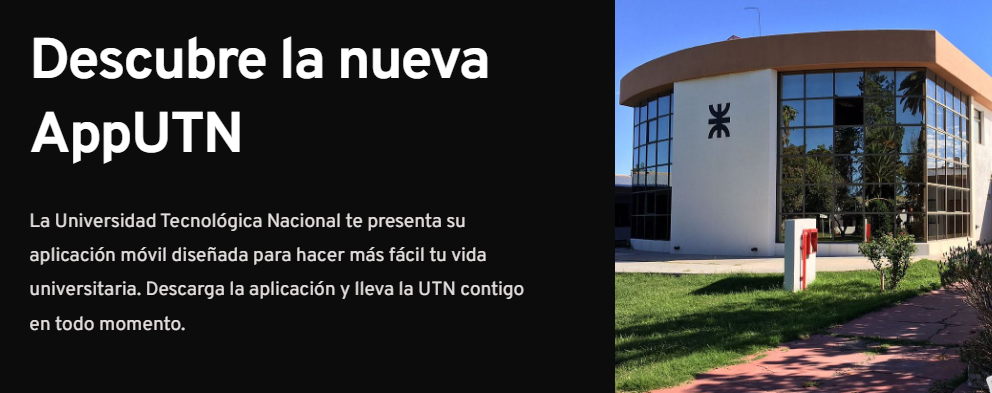 Descubre la nueva
AppUTN
La Universidad Tecnológica Nacional te presenta su
aplicación móvil diseñada para hacer más fácil tu vida
universitaria. Descarga la aplicación y lleva la UTN contigo
en todo momento.